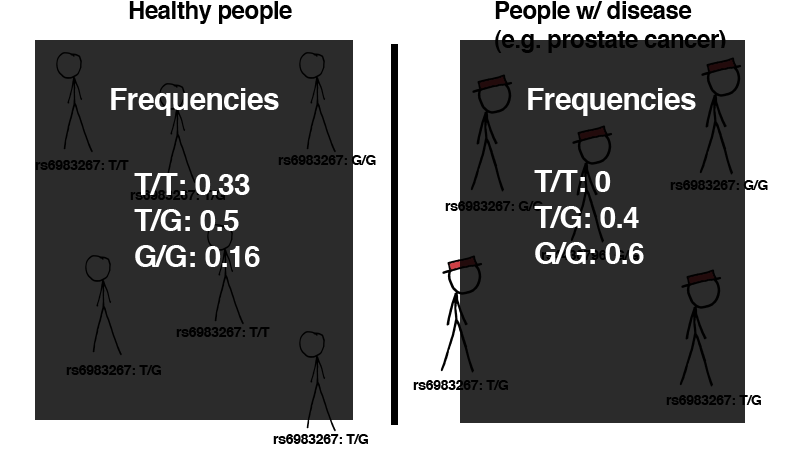 Healthy people
People w/ disease
(e.g. prostate cancer)
Frequencies
T/T: 0.33
T/G: 0.5
G/G: 0.16
rs6983267: T/T
rs6983267: T/G
rs6983267: G/G
rs6983267: T/G
rs6983267: T/T
rs6983267: T/G
Frequencies
T/T: 0
T/G: 0.4
G/G: 0.6
rs6983267: G/G
rs6983267: G/G
rs6983267: T/G
rs6983267: T/G